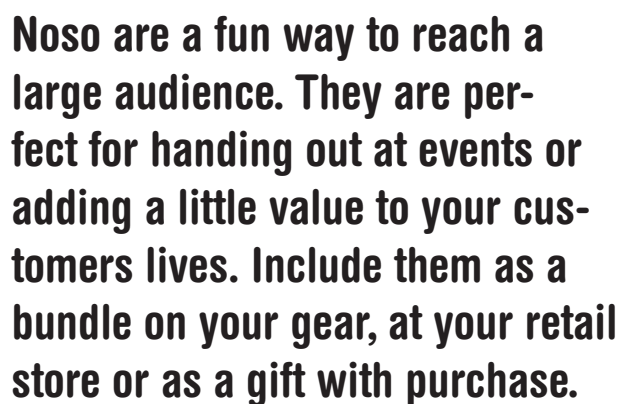 Noso are a fun way to reach a
large audience. They are per-
fect for handing out at events or
adding a little value to your cus-
tomers lives. Include them as a
bundle on your gear, at your retail
store or as a gift with purchase.